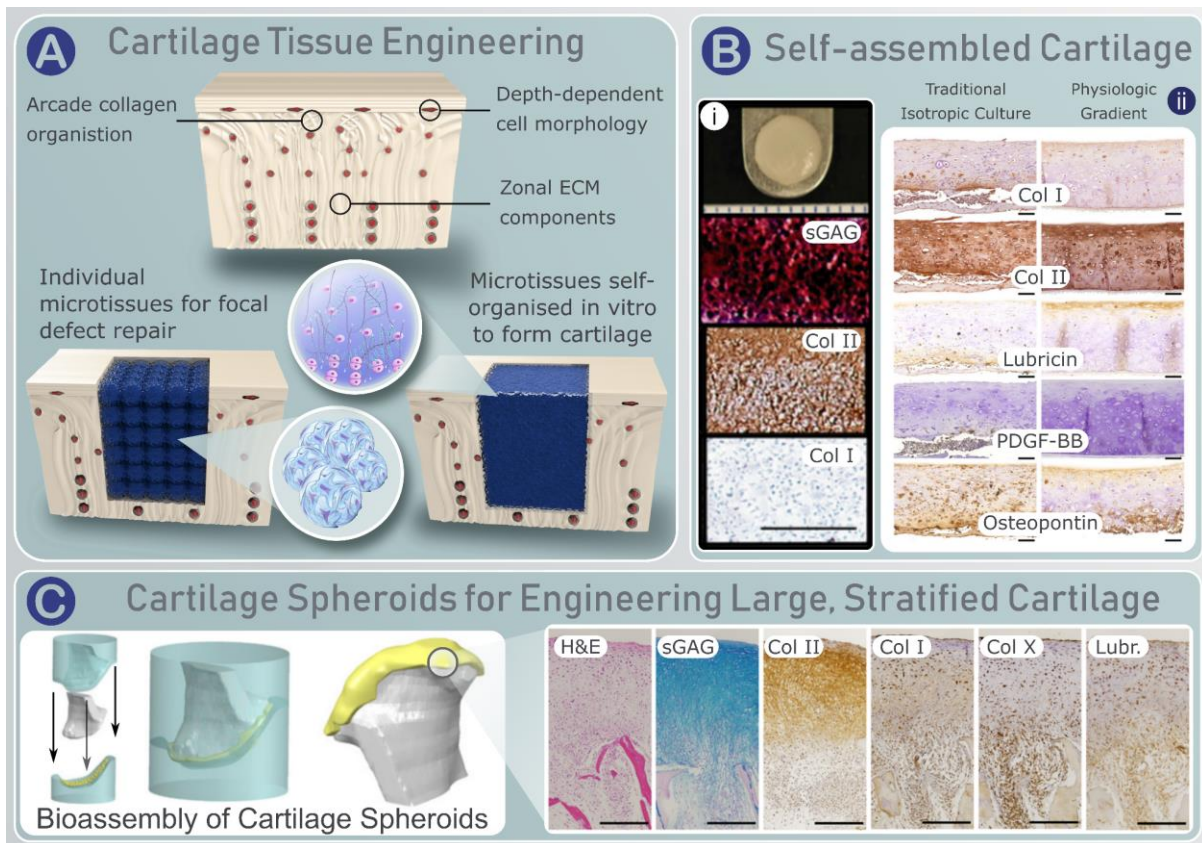 A
Cartilage Tissue Engineering
Arcade collagen
organistion
Depth-dependent
cell morphology
Zonal ECM
components
Individual
microtissues for focal
defect repair
Microtissues self-
organised in vitro
to form cartilage
B
Self-assembled Cartilage
i
sGAG
Col II
Col I
Traditional
Isotropic Culture
Physiologic
Gradient
ii
Col I
Col II
Lubricin
PDGF-BB
Osteopontin
C
Cartilage Spheroids for Engineering Large, Stratified Cartilage
Bioassembly of Cartilage Spheroids
H&E
sGAG
Col II
Col I
Col X
Lubr.